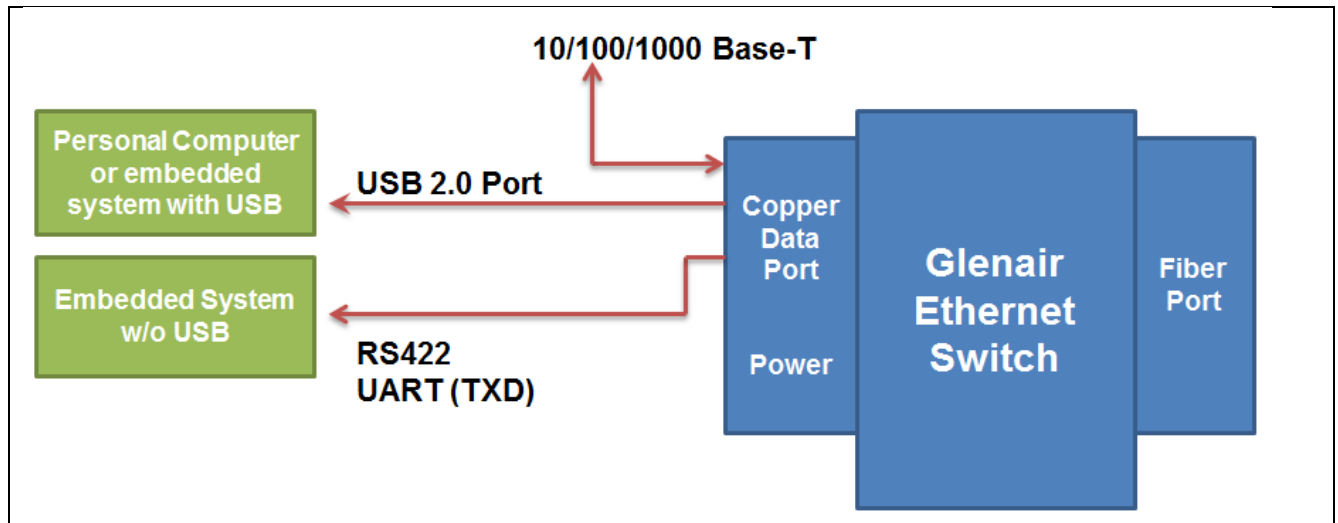 10/100/1000 Base-T
Personal Computer
or embedded
system with USB
USB 2.0 Port
Embedded System
w/o USB
RS422
UART (TXD)
Copper
Data
Port
Power
Glenair
Ethernet
Switch
Fiber
Port